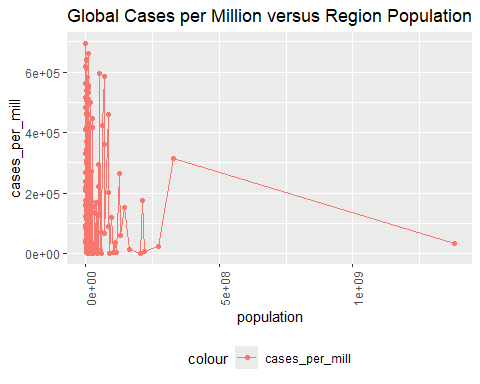 Global Cases per Million versus Region Population
cases_per_mill
6e+05
4e+05
2e+05
0e+00
0e+00
5e+08
1e+09
population
colour
cases_per_mill